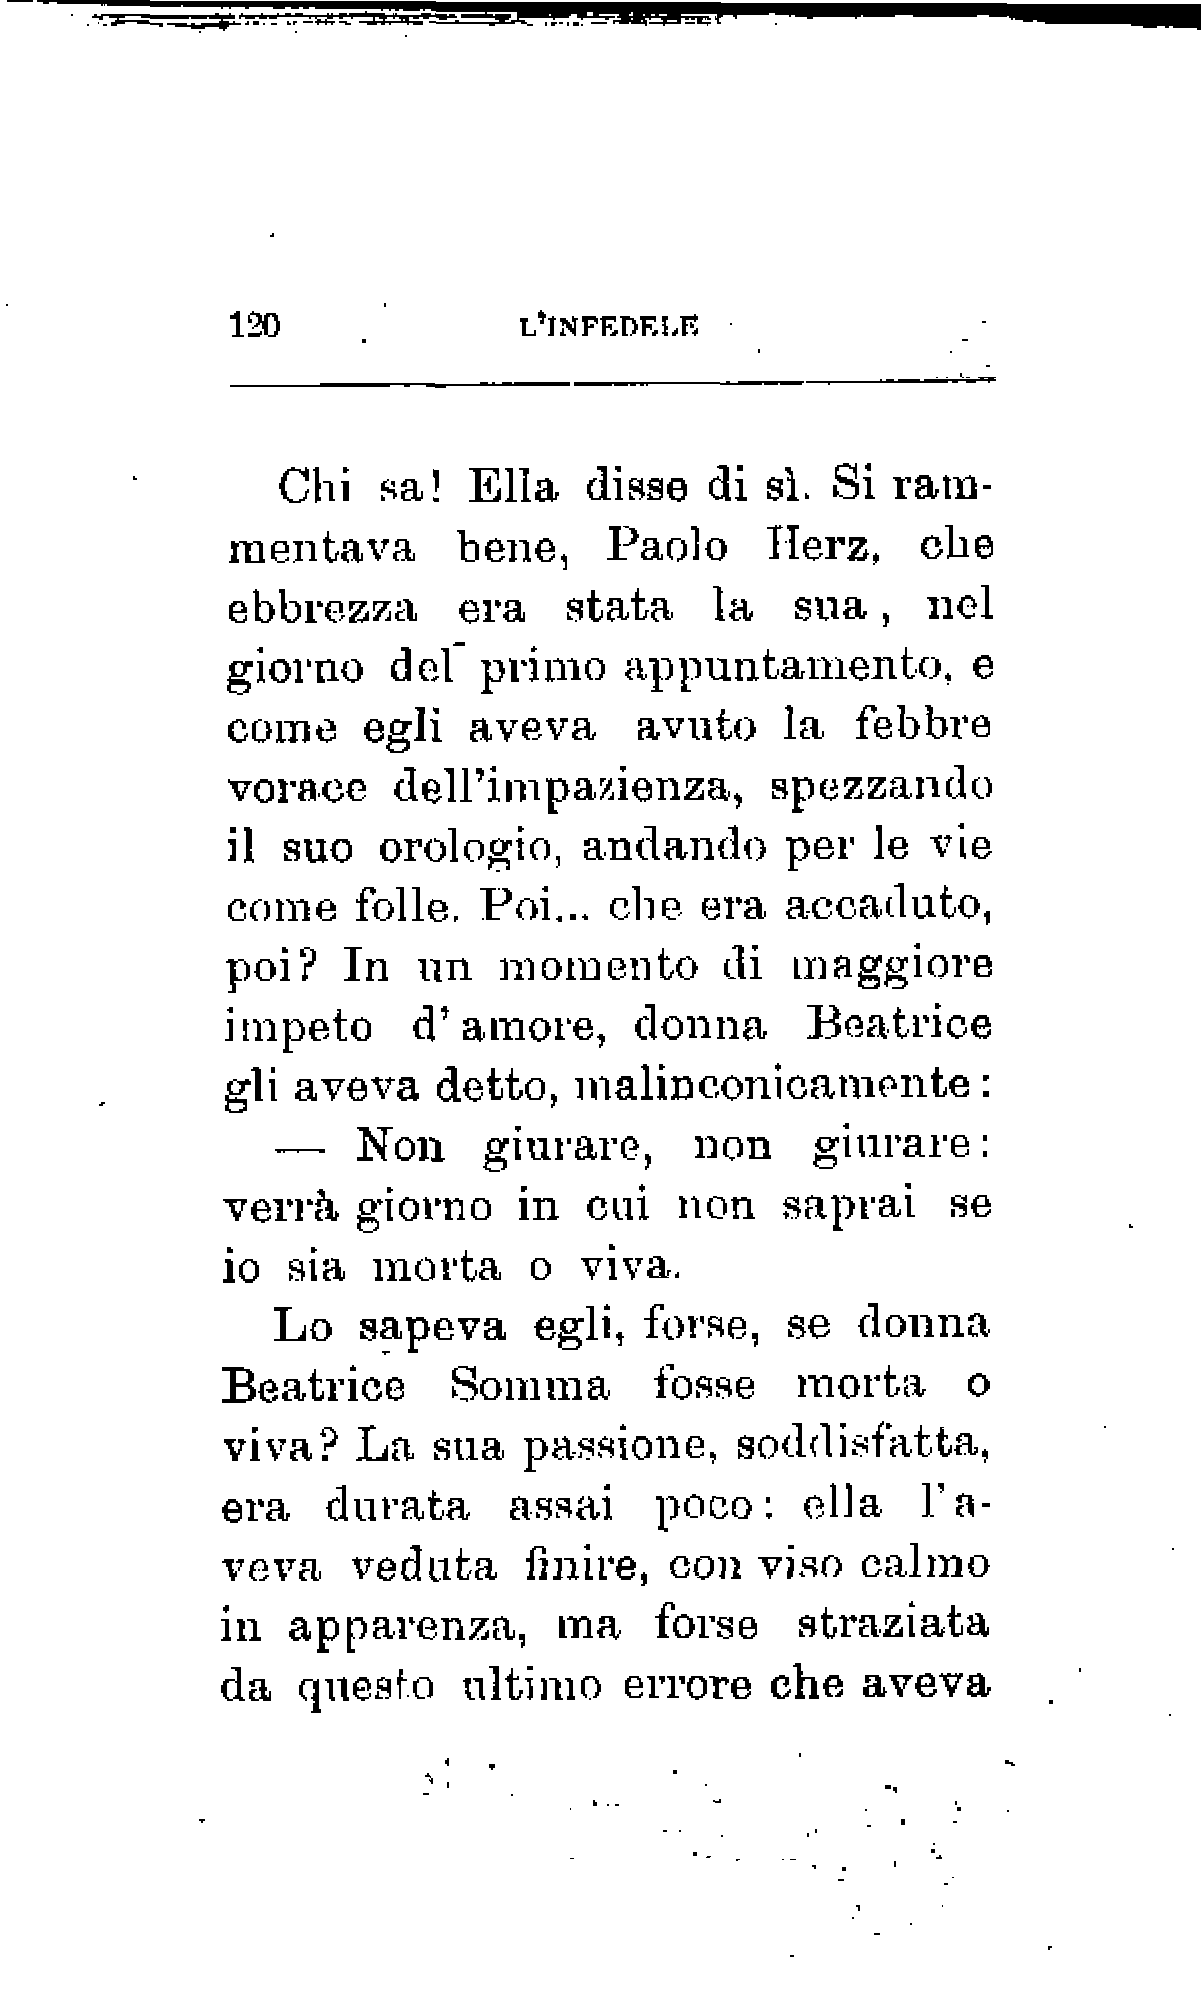 120 L'INFEDELE
Chi sa! Ella disse di sì. Si ram-
mentava bene, Paolo Herz, che
ebbrezza era stata la sua, nel
giorno del primo appuntamento, e
come egli aveva avuto la febbre
vorace dell'impazienza, spezzando
il suo orologio, andando per le vie
come folle. Poi... che era accaduto,
poi? In un momento di maggiore
impeto d'amore, donna Beatrice
gli aveva detto, malinconicamente:
— Non giurare, non giurare:
verrà giorno in cui non saprai se
io sia morta o viva.
Lo sapeva egli, forse, se donna
Beatrice Somma fosse morta o
viva? La sua passione, soddisfatta,
era durata assai poco: ella l'a-
veva veduta finire, con viso calmo
in apparenza, ma forse straziata
da questo ultimo errore che aveva